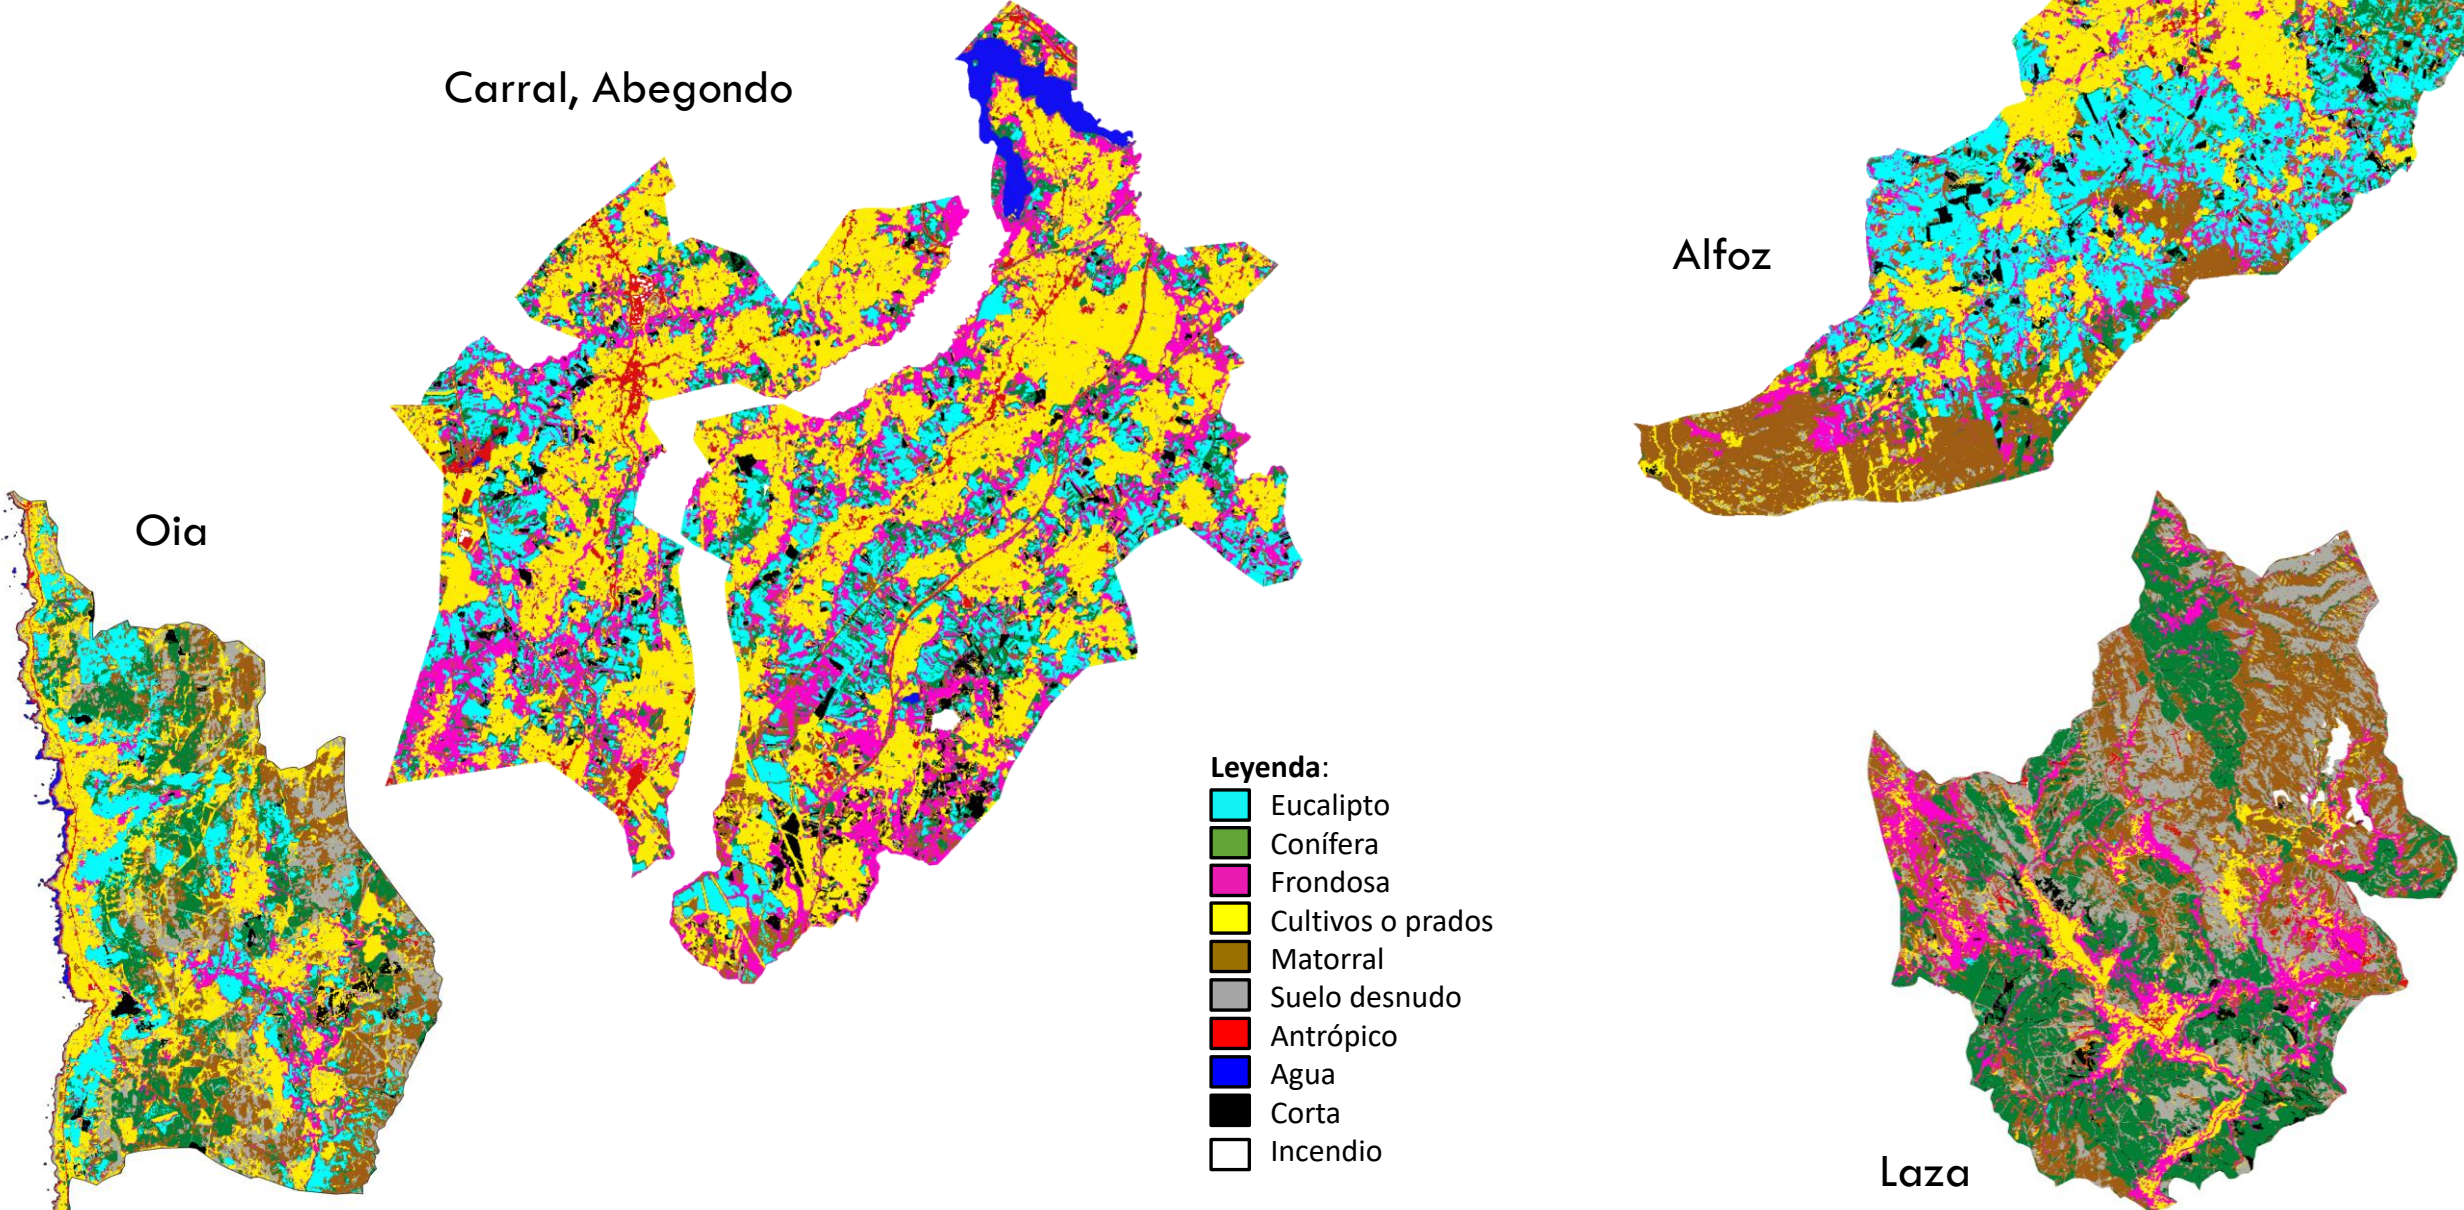 Carral, Abegondo
Alfoz
Oia
Leyenda:
Eucalipto
Conífera
Frondosa
Cultivos o prados
Matorral
Suelo desnudo
Antrópico
Agua
Corta
Incendio
Laza